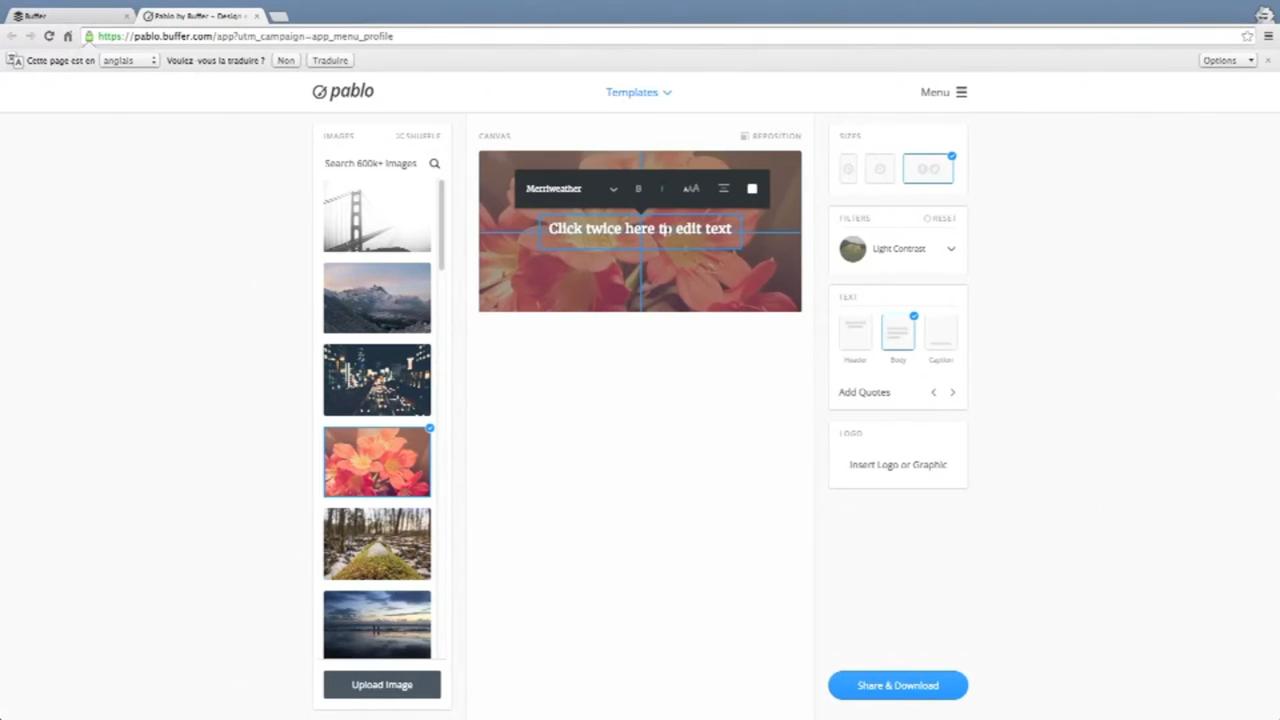 Buffer
Pablo by Buffer - Design
https://pablo.buffer.com/app?utm_campaign=app_menu_profile
Cette page est en anglais Voulez-vous la traduire ? Non Traduire Options
pablo
Templates
Menu
IMAGES SHUFFLE
Search 600k+ Images
Upload Image
CANVAS REPOSITION
Merriweather B I AAA
Click twice here to edit text
SIZES
FILTERS RESET
Light Contrast
TEXT
Header Body Caption
Add Quotes
LOGO
Insert Logo or Graphic
Share & Download